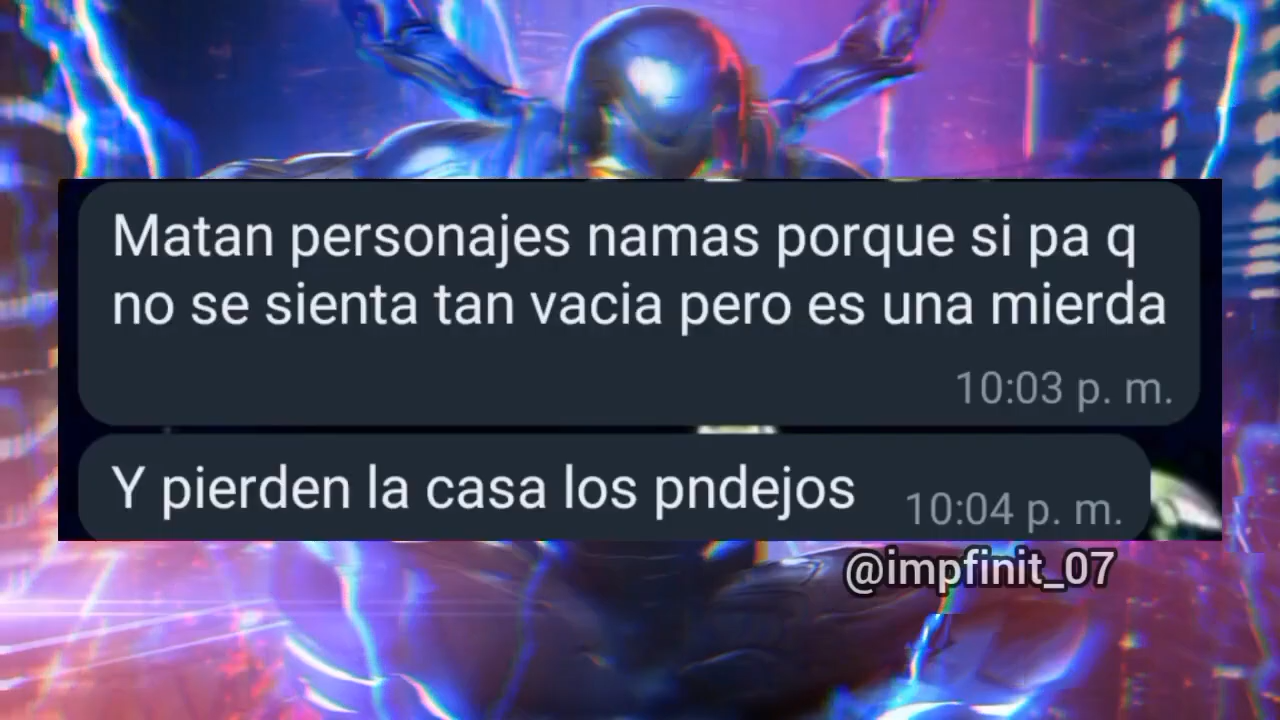 Matan personajes namas porque si pa q
no se sienta tan vacia pero es una mierda
10:03 p. m.
Y pierden la casa los pndejos
10:04 p. m.
@impfinit_07